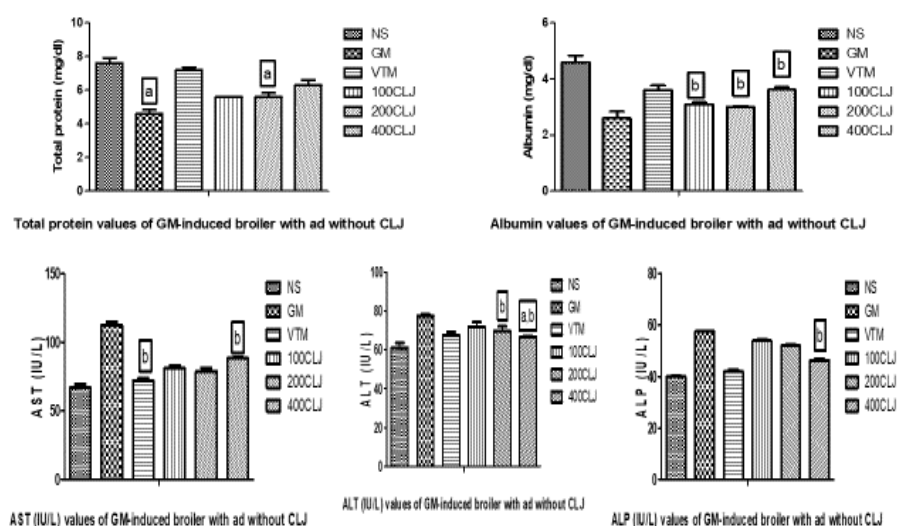 10
8
6
4
2
0
Total protein (mg/dl)
a
a
NS
GM
VTM
100CLJ
200CLJ
400CLJ
Total protein values of GM-induced broiler with ad without CLJ
6
4
2
0
Albumin (mg/dl)
b
b
b
NS
GM
VTM
100CLJ
200CLJ
400CLJ
Albumin values of GM-induced broiler with ad without CLJ
150
100
50
0
AST (IU/L)
b
b
NS
GM
VTM
100CLJ
200CLJ
400CLJ
AST (IU/L) values of GM-induced broiler with ad without CLJ
100
80
60
40
20
0
ALT (IU/L)
b
a.b
NS
GM
VTM
100CLJ
200CLJ
400CLJ
ALT (IU/L) values of GM-induced broiler with ad without CLJ
80
60
40
20
0
ALP (IU/L)
b
NS
GM
VTM
100CLJ
200CLJ
400CLJ
ALP (IU/L) values of GM-induced broiler with ad without CLJ